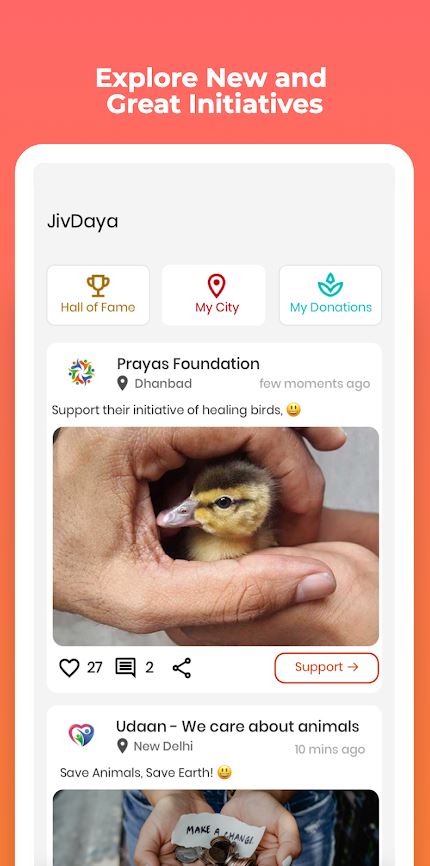 Explore New and
Great Initiatives
JivDaya
Hall of Fame
My City
My Donations
Prayas Foundation
Dhanbad
few moments ago
Support their initiative of healing birds, 😃
27
2
Support →
Udaan - We care about animals
New Delhi
10 mins ago
Save Animals, Save Earth! 😃
MAKE A CHANGE